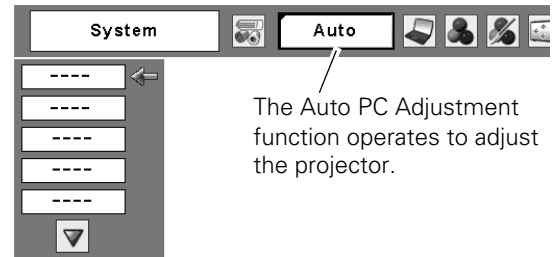 System
Auto
----
----
----
----
----
The Auto PC Adjustment
function operates to adjust
the projector.